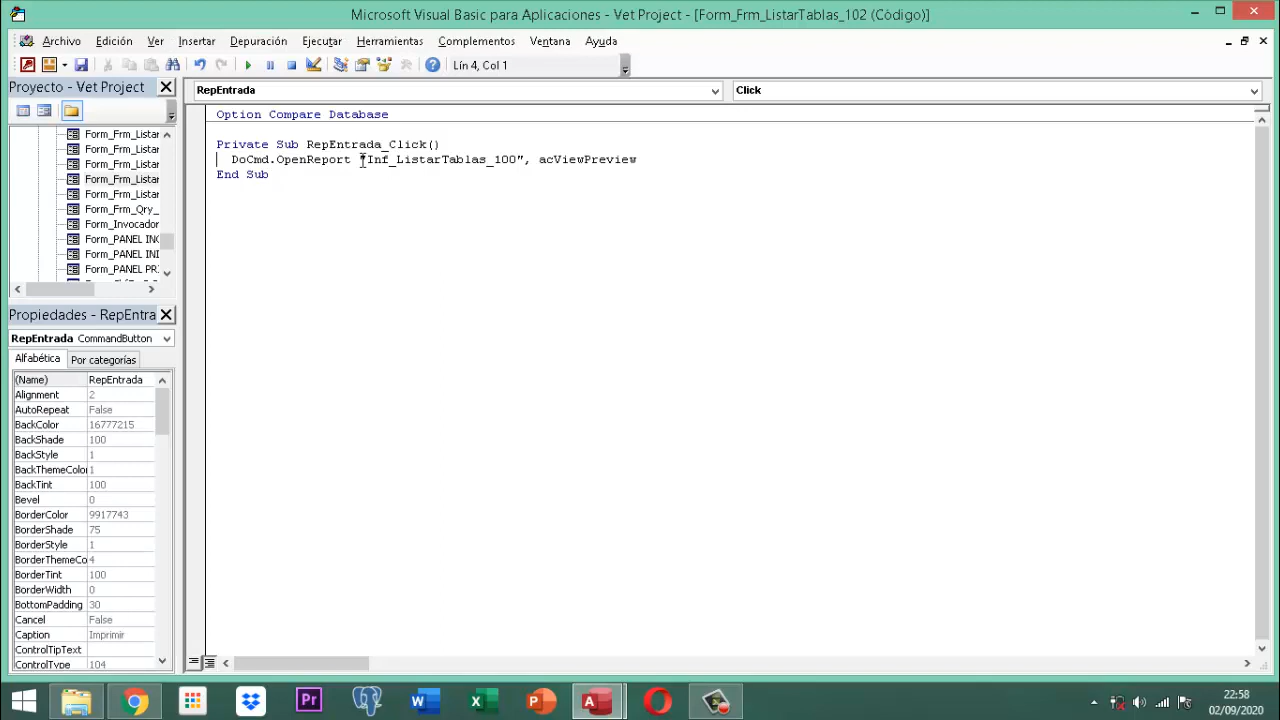 Microsoft Visual Basic para Aplicaciones - Vet Project - [Form_Frm_ListarTablas_102 (Código)]
Archivo Edición Ver Insertar Formato Depuración Ejecutar Herramientas Complementos Ventana Ayuda
Lín 4, Col 1
Proyecto - Vet Project
RepEntrada
Click
Form_Frm_Listar
Form_Frm_Listar
Form_Frm_Listar
Form_Frm_Listar
Form_Frm_Listar
Form_Frm_Qry_
Form_Invocador
Form_PANEL ING
Form_PANEL INI
Form_PANEL PR
Option Compare Database
Private Sub RepEntrada_Click()
DoCmd.OpenReport "Inf_ListarTablas_100", acViewPreview
End Sub
Propiedades - RepEntra
RepEntrada CommandButton
Alfabética Por categorías
(Name) RepEntrada
Alignment 2
AutoRepeat False
BackColor 16777215
BackShade 100
BackStyle 1
BackThemeColo 1
BackTint 100
Bevel 0
BorderColor 9917743
BorderShade 75
BorderStyle 1
BorderThemeCo 4
BorderTint 100
BorderWidth 0
BottomPadding 30
Cancel False
Caption Imprimir
ControlTipText
ControlType 104
Pr
22:58
02/09/2020